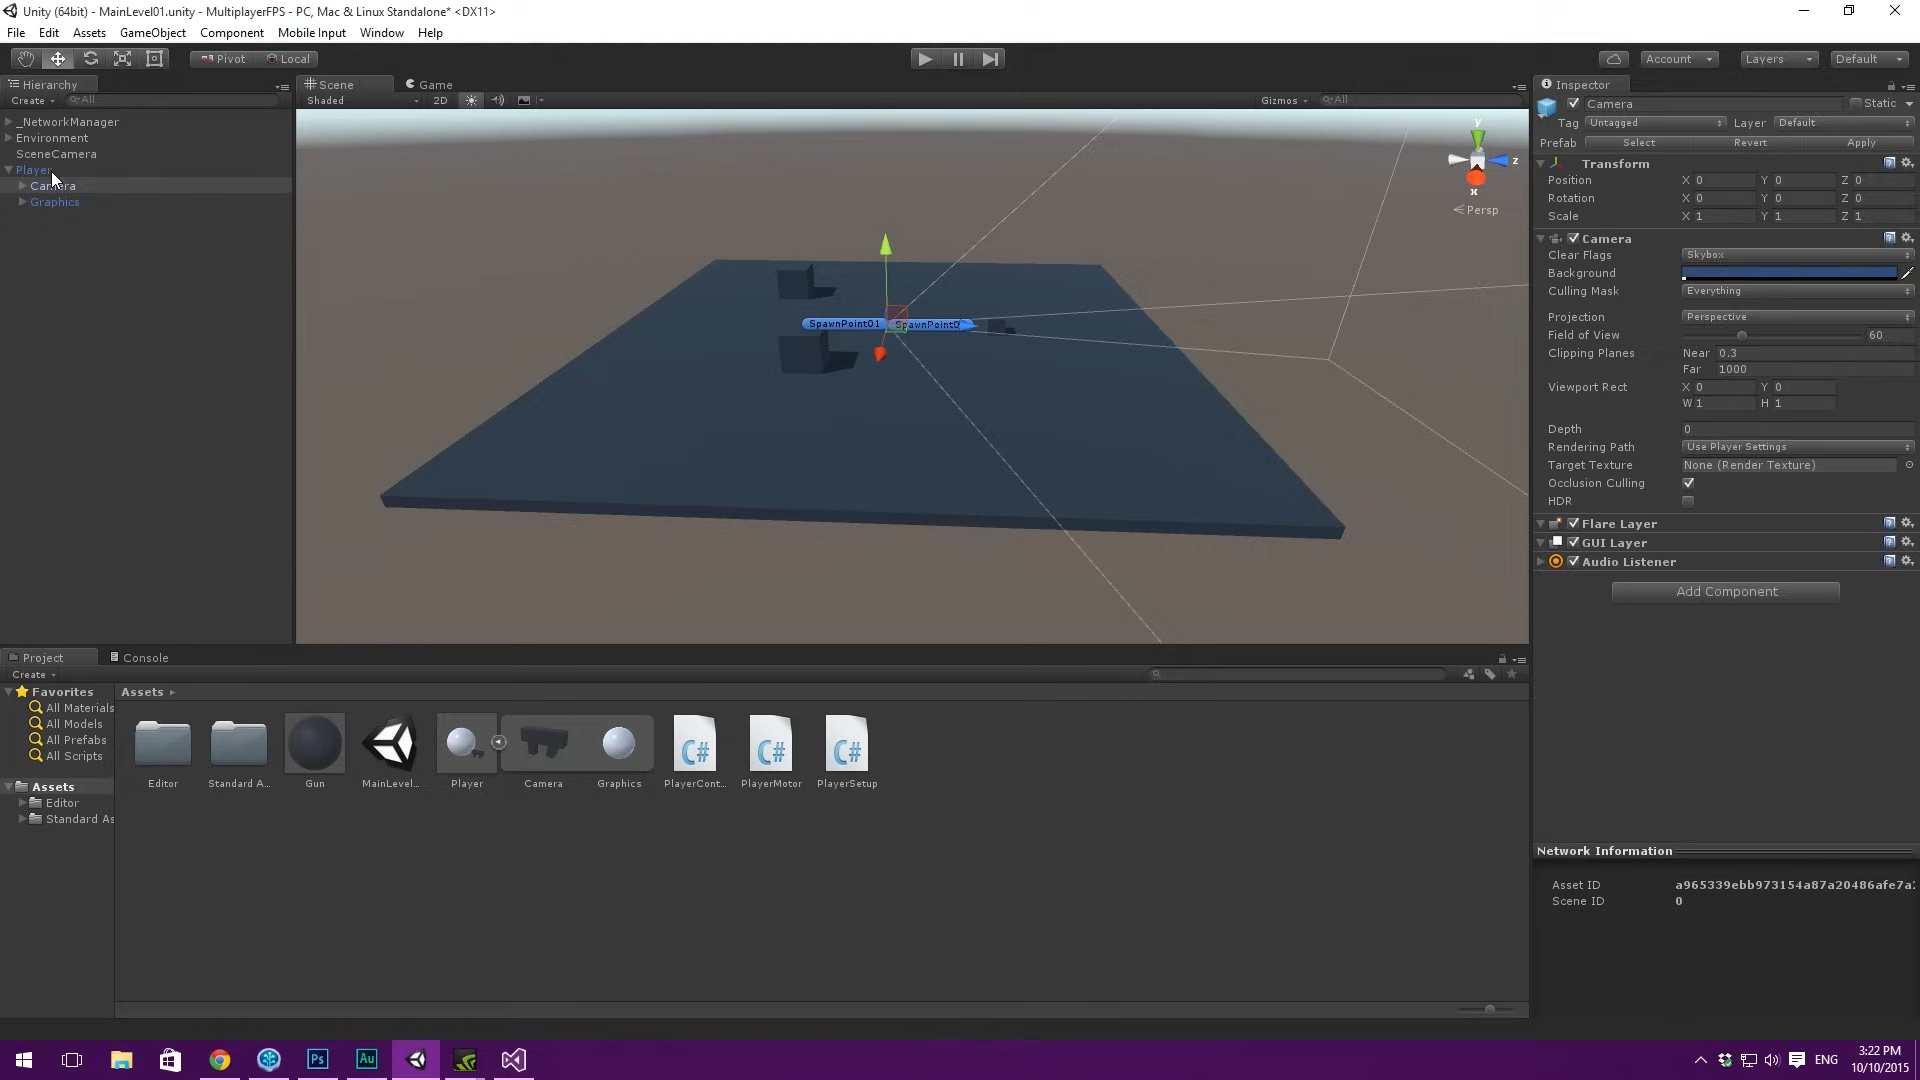 Unity (64bit) - MainLevel01.unity - MultiplayerFPS - PC, Mac & Linux Standalone* <DX11>
File Edit Assets GameObject Component Mobile Input Window Help
Pivot Local Account Layers Default
Hierarchy
Create All
_NetworkManager
Environment
SceneCamera
Player
Camera
Graphics
Scene Game
Shaded 2D Gizmos All
y
z
x
Persp
SpawnPoint01 SpawnPoint0
Inspector
Camera Static
Tag Untagged Layer Default
Prefab Select Revert Apply
Transform
Position X 0 Y 0 Z 0
Rotation X 0 Y 0 Z 0
Scale X 1 Y 1 Z 1
Camera
Clear Flags Skybox
Background
Culling Mask Everything
Projection Perspective
Field of View 60
Clipping Planes Near 0.3
Far 1000
Viewport Rect X 0 Y 0
W 1 H 1
Depth 0
Rendering Path Use Player Settings
Target Texture None (Render Texture)
Occlusion Culling
HDR
Flare Layer
GUI Layer
Audio Listener
Add Component
Network Information
Asset ID a965339ebb973154a87a20486afe7a
Scene ID 0
Project Console
Create
Favorites
All Materials
All Models
All Prefabs
All Scripts
Assets
Editor
Standard As
Assets
C# C# C#
Editor Standard A... Gun MainLevel... Player Camera Graphics PlayerCont... PlayerMotor PlayerSetup
Ps Au ENG
3:22 PM
10/10/2015